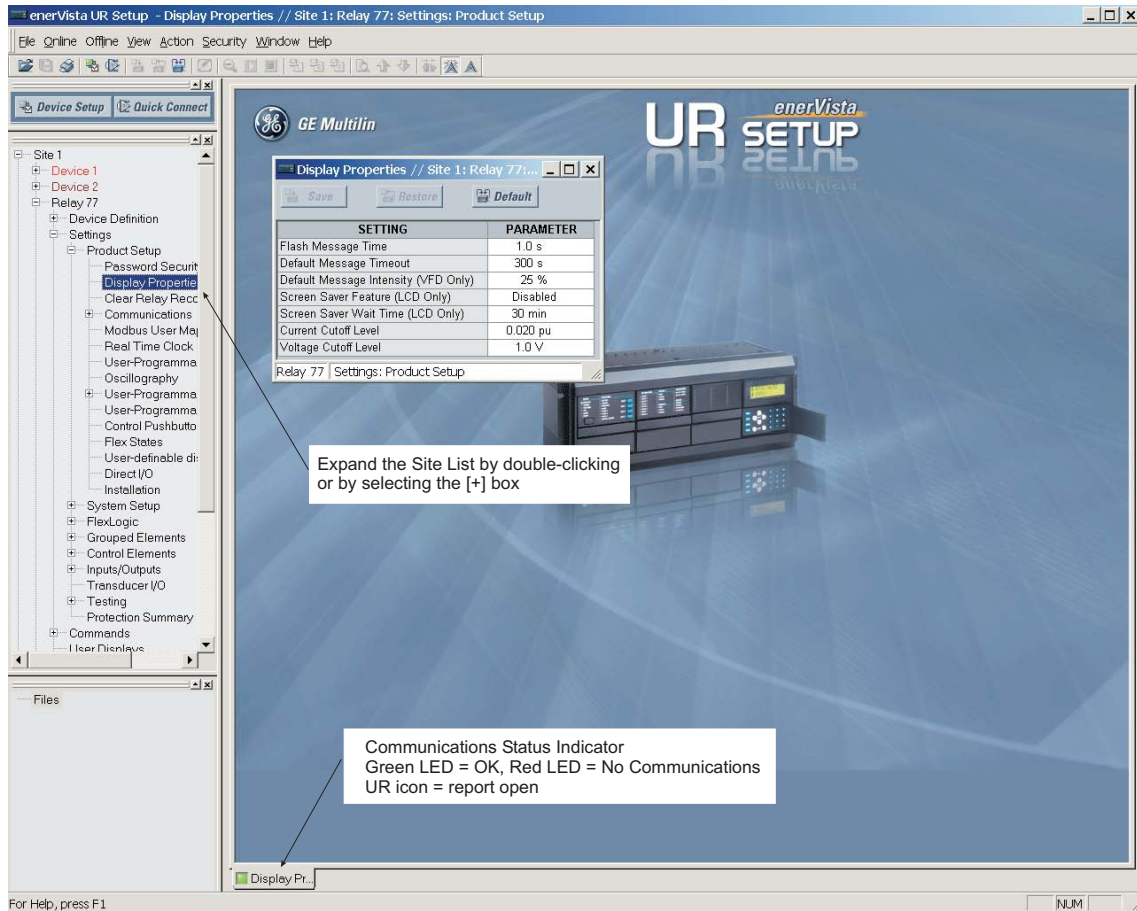 enerVista UR Setup - Display Properties // Site 1: Relay 77: Settings: Product Setup
File Online Offline View Action Security Window Help
Device Setup Quick Connect
Site 1
Device 1
Device 2
Relay 77
Device Definition
Settings
Product Setup
Password Securit
Display Propertie
Clear Relay Reco
Communications
Modbus User Map
Real Time Clock
User-Programma
Oscillography
User-Programma
User-Programma
Control Pushbutto
Flex States
User-definable di
Direct I/O
Installation
System Setup
FlexLogic
Grouped Elements
Control Elements
Inputs/Outputs
Transducer I/O
Testing
Protection Summary
Commands
User Displays
Files
GE Multilin
enerVista
UR SETUP
Display Properties // Site 1: Relay 77:...
Save Restore Default
SETTING PARAMETER
Flash Message Time 1.0 s
Default Message Timeout 300 s
Default Message Intensity (VFD Only) 25 %
Screen Saver Feature (LCD Only) Disabled
Screen Saver Wait Time (LCD Only) 30 min
Current Cutoff Level 0.020 pu
Voltage Cutoff Level 1.0 V
Relay 77 Settings: Product Setup
Expand the Site List by double-clicking
or by selecting the [+] box
Communications Status Indicator
Green LED = OK, Red LED = No Communications
UR icon = report open
Display Pr...
For Help, press F1
NUM